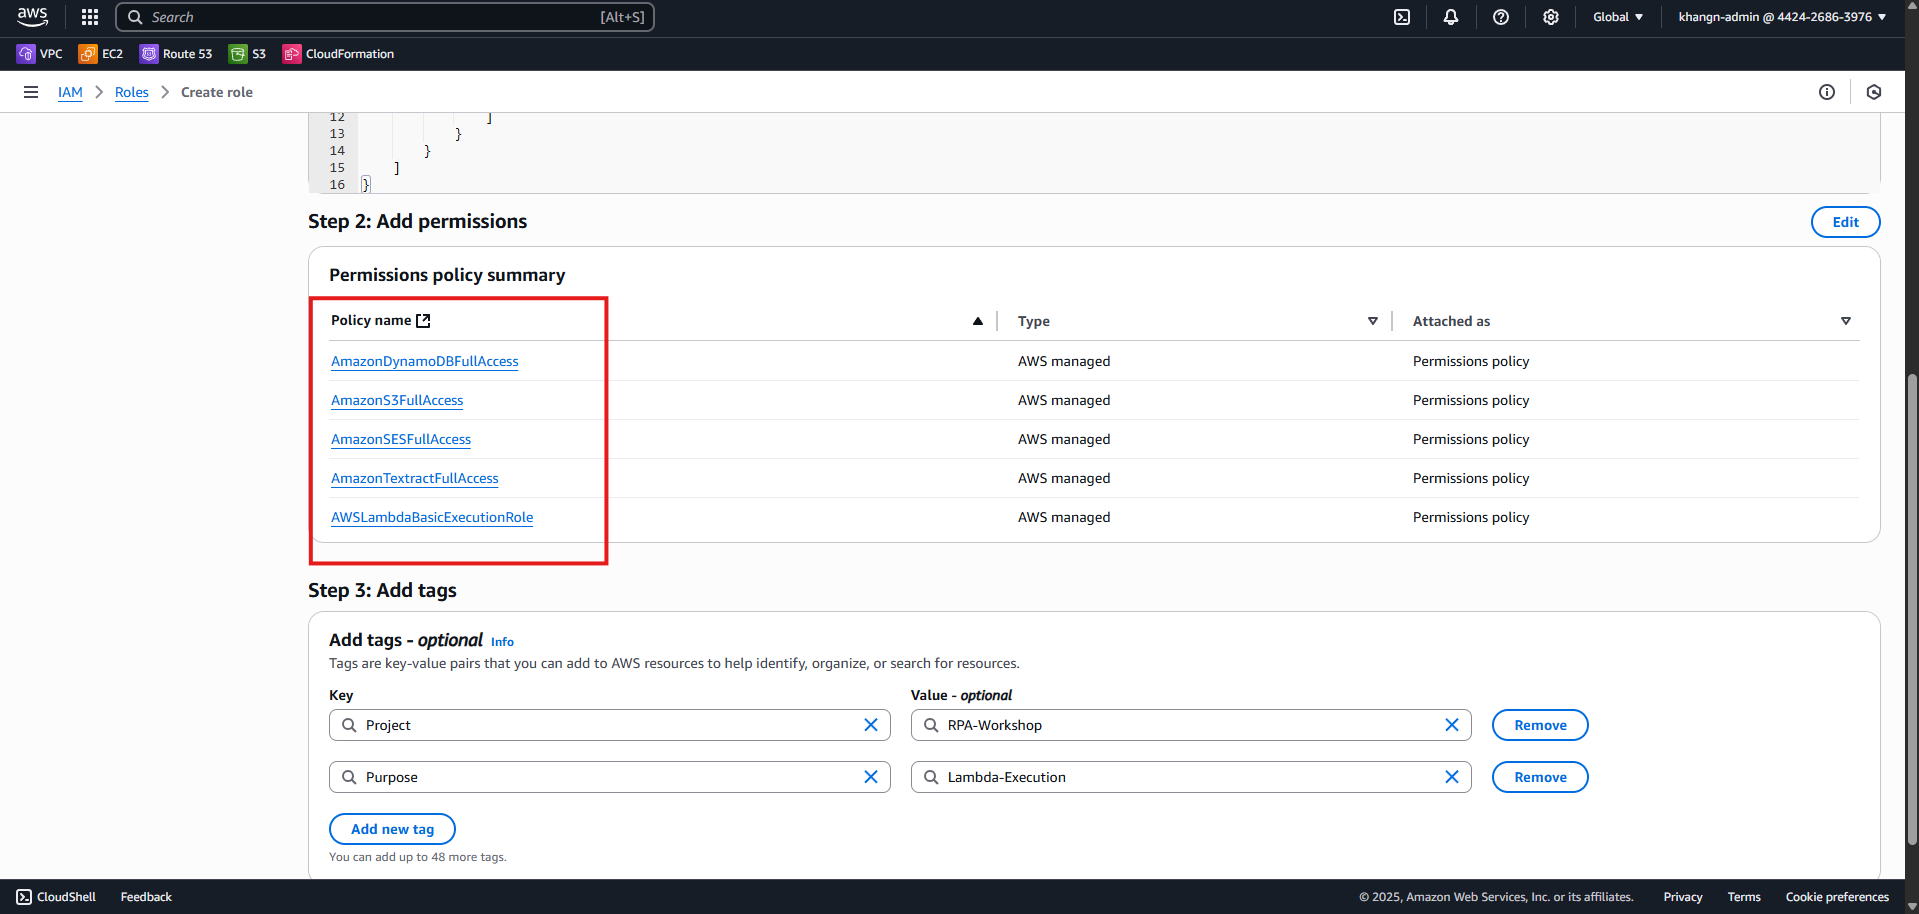 aws
Search [Alt+S]
Global khangn-admin @ 4424-2686-3976
VPC EC2 Route 53 S3 CloudFormation
IAM Roles Create role
12 ]
13 }
14 }
15 ]
16 }
Step 2: Add permissions
Edit
Permissions policy summary
Policy name Type Attached as
AmazonDynamoDBFullAccess AWS managed Permissions policy
AmazonS3FullAccess AWS managed Permissions policy
AmazonSESFullAccess AWS managed Permissions policy
AmazonTextractFullAccess AWS managed Permissions policy
AWSLambdaBasicExecutionRole AWS managed Permissions policy
Step 3: Add tags
Add tags - optional Info
Tags are key-value pairs that you can add to AWS resources to help identify, organize, or search for resources.
Key Value - optional
Project RPA-Workshop Remove
Purpose Lambda-Execution Remove
Add new tag
You can add up to 48 more tags.
CloudShell Feedback © 2025, Amazon Web Services, Inc. or its affiliates. Privacy Terms Cookie preferences